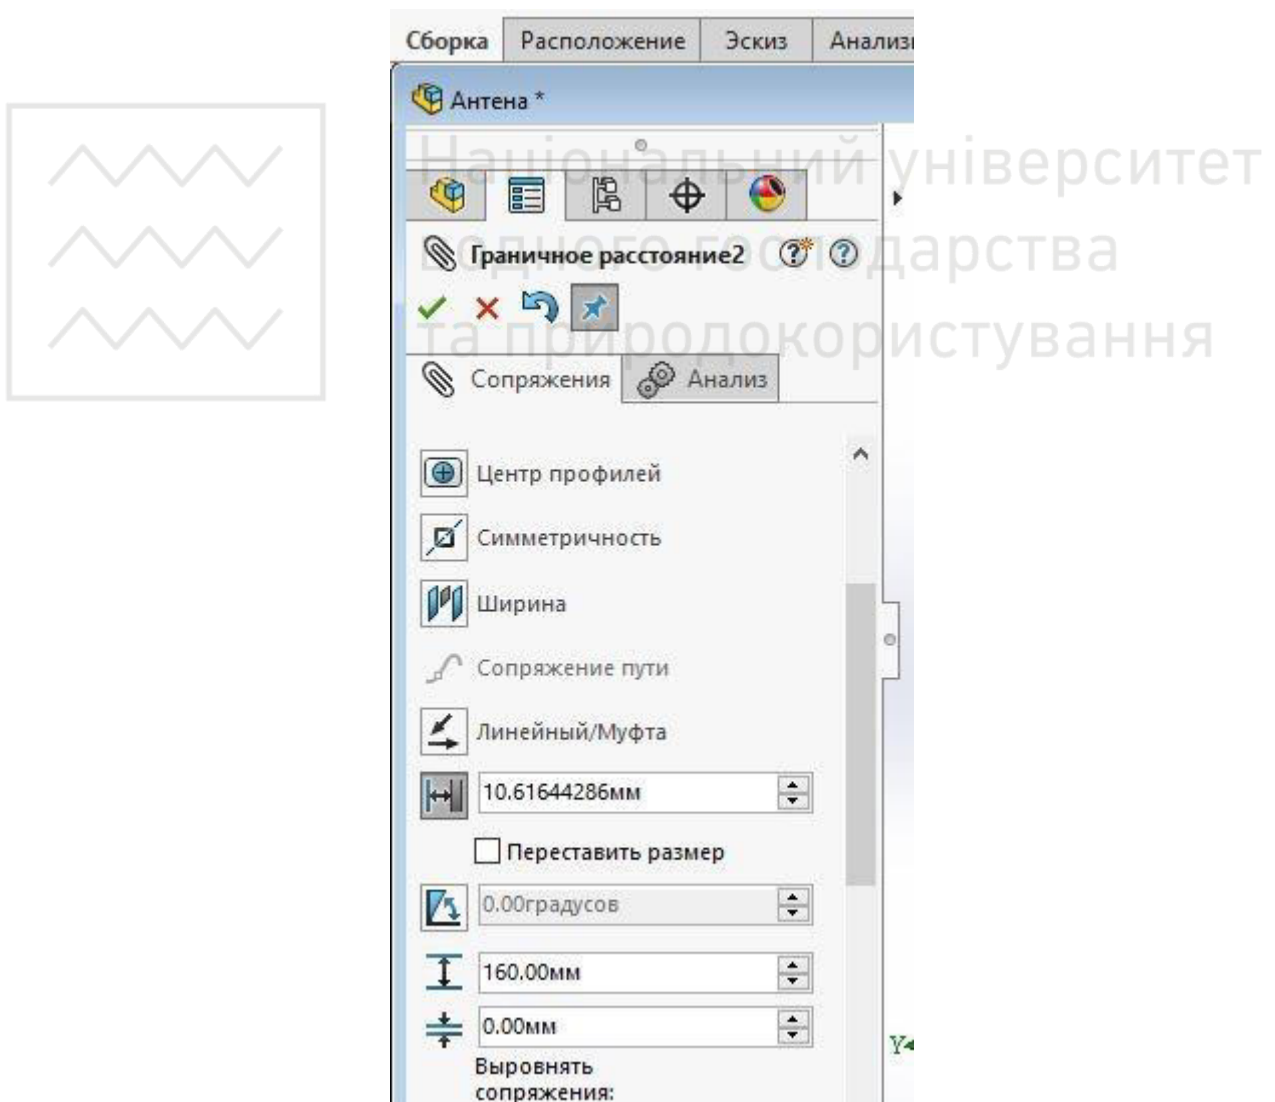 Сборка Расположение Эскиз Анализ
Антена *
Національний університет
водного господарства
та природокористування
Граничное расстояние2
Сопряжения Анализ
Центр профилей
Симметричность
Ширина
Сопряжение пути
Линейный/Муфта
10.61644286мм
Переставить размер
0.00градусов
160.00мм
0.00мм
Выровнять
сопряжения:
Y